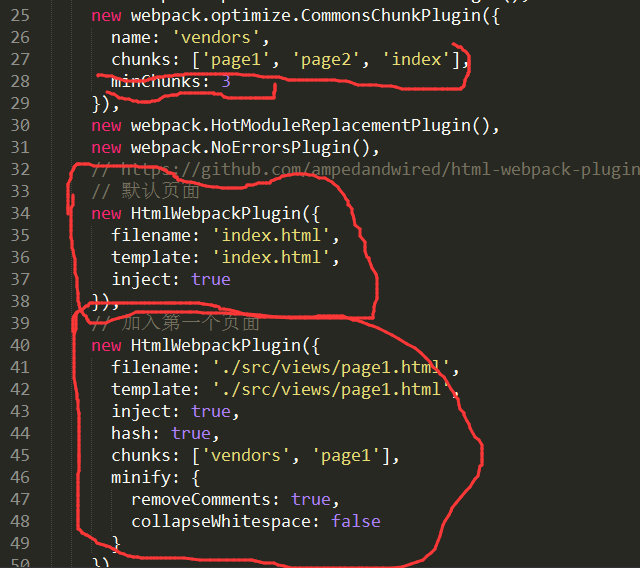 25 new webpack.optimize.CommonsChunkPlugin({
26 name: 'vendors',
27 chunks: ['page1', 'page2', 'index'],
28 minChunks: 3
29 }),
30 new webpack.HotModuleReplacementPlugin(),
31 new webpack.NoErrorsPlugin(),
32 // https://github.com/ampedandwired/html-webpack-plugin
33 // 默认页面
34 new HtmlWebpackPlugin({
35 filename: 'index.html',
36 template: 'index.html',
37 inject: true
38 }),
39 // 加入第一个页面
40 new HtmlWebpackPlugin({
41 filename: './src/views/page1.html',
42 template: './src/views/page1.html',
43 inject: true,
44 hash: true,
45 chunks: ['vendors', 'page1'],
46 minify: {
47 removeComments: true,
48 collapseWhitespace: false
49 }
50 })